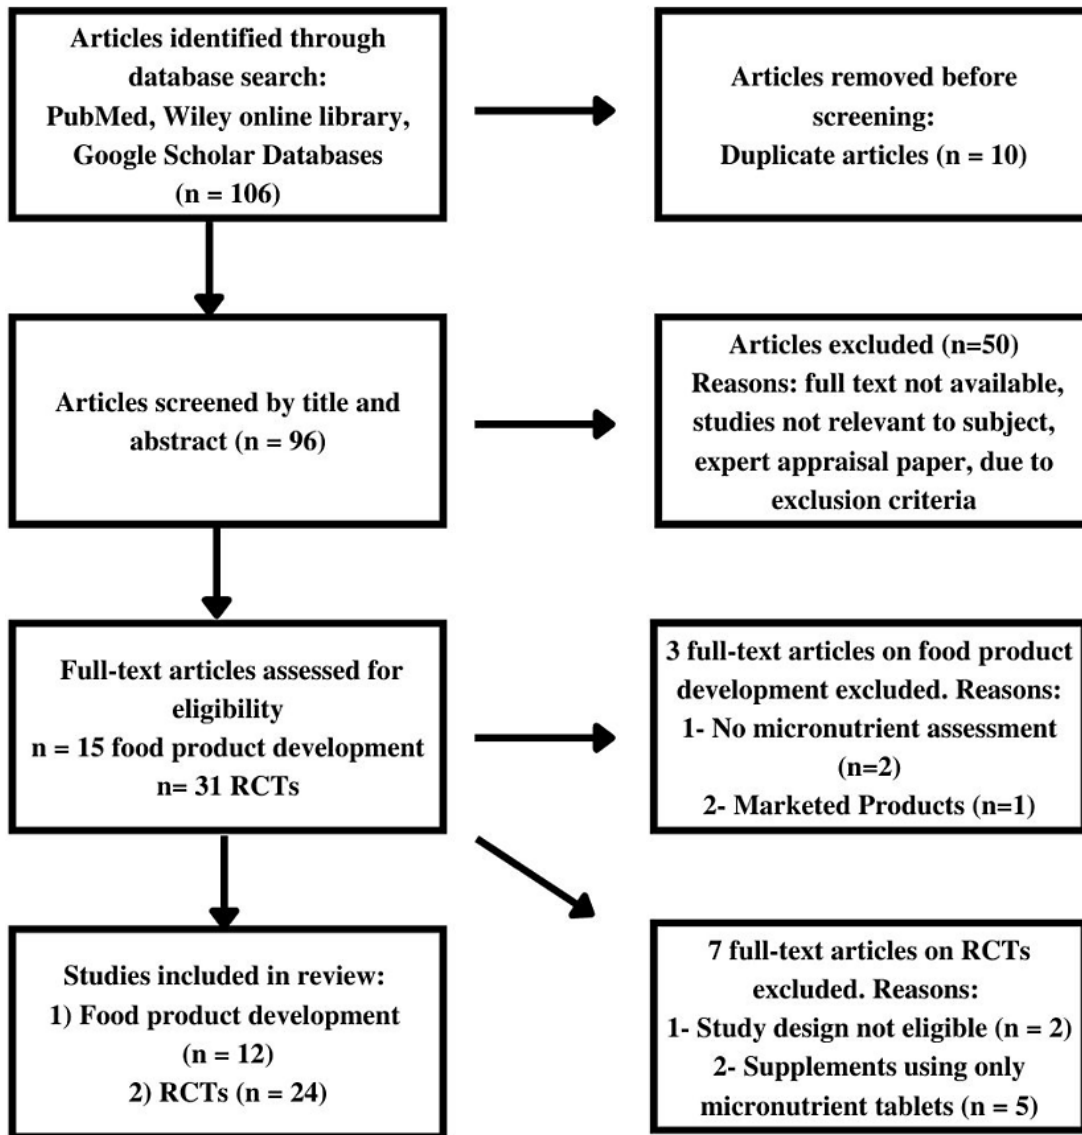 Articles identified through
database search:
PubMed, Wiley online library,
Google Scholar Databases
(n = 106)
Articles removed before
screening:
Duplicate articles (n = 10)
Articles screened by title and
abstract (n = 96)
Articles excluded (n=50)
Reasons: full text not available,
studies not relevant to subject,
expert appraisal paper, due to
exclusion criteria
Full-text articles assessed for
eligibility
n = 15 food product development
n= 31 RCTs
3 full-text articles on food product
development excluded. Reasons:
1- No micronutrient assessment
(n=2)
2- Marketed Products (n=1)
Studies included in review:
1) Food product development
(n = 12)
2) RCTs (n = 24)
7 full-text articles on RCTs
excluded. Reasons:
1- Study design not eligible (n = 2)
2- Supplements using only
micronutrient tablets (n = 5)